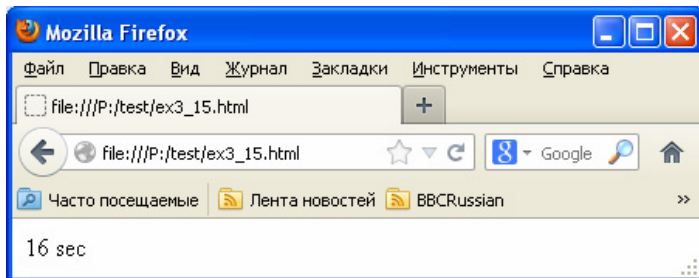 Mozilla Firefox
Файл Правка Вид Журнал Закладки Инструменты Справка
file:///P:/test/ex3_15.html +
file:///P:/test/ex3_15.html 8 Google
Часто посещаемые Лента новостей BBCRussian »
16 sec